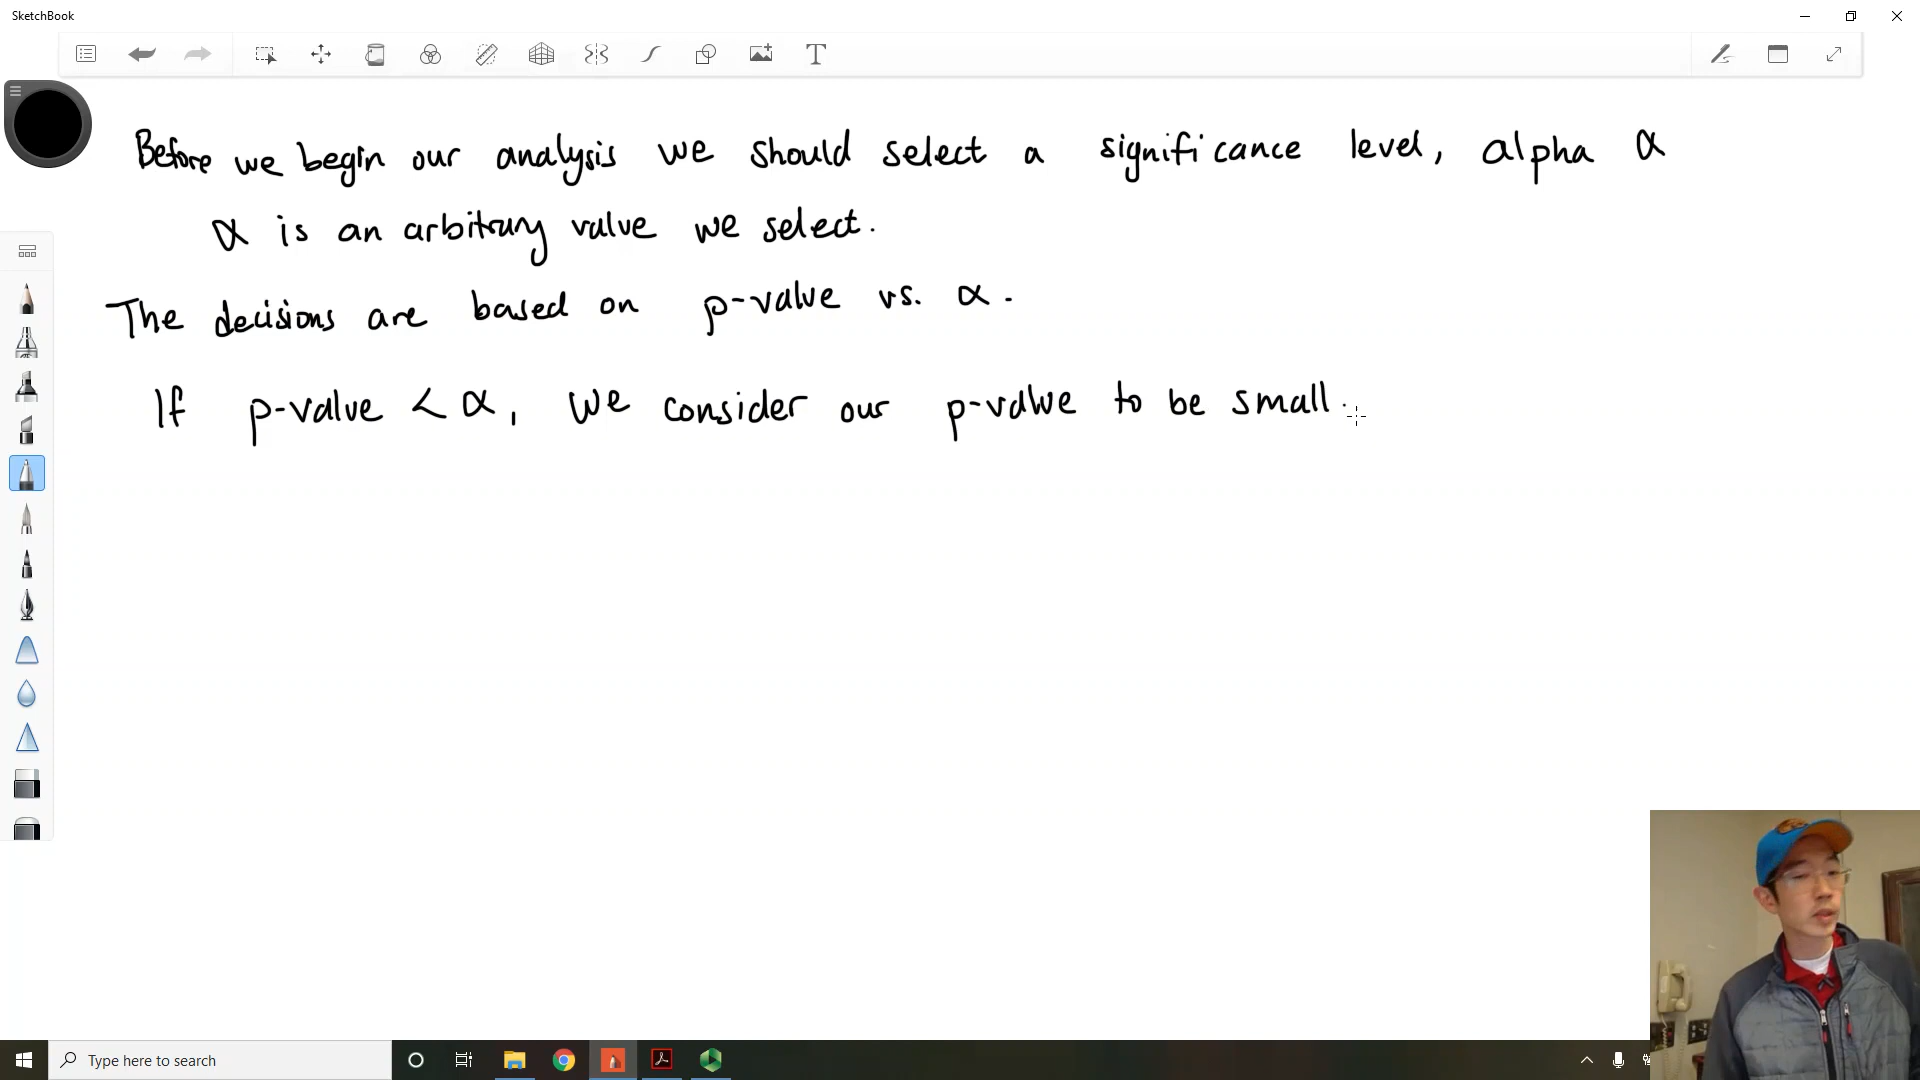 SketchBook
T
Before we begin our analysis we should select a significance level, alpha α
α is an arbitrary value we select.
The decisions are based on p-value vs. α.
If p-value < α, we consider our p-value to be small.
Type here to search